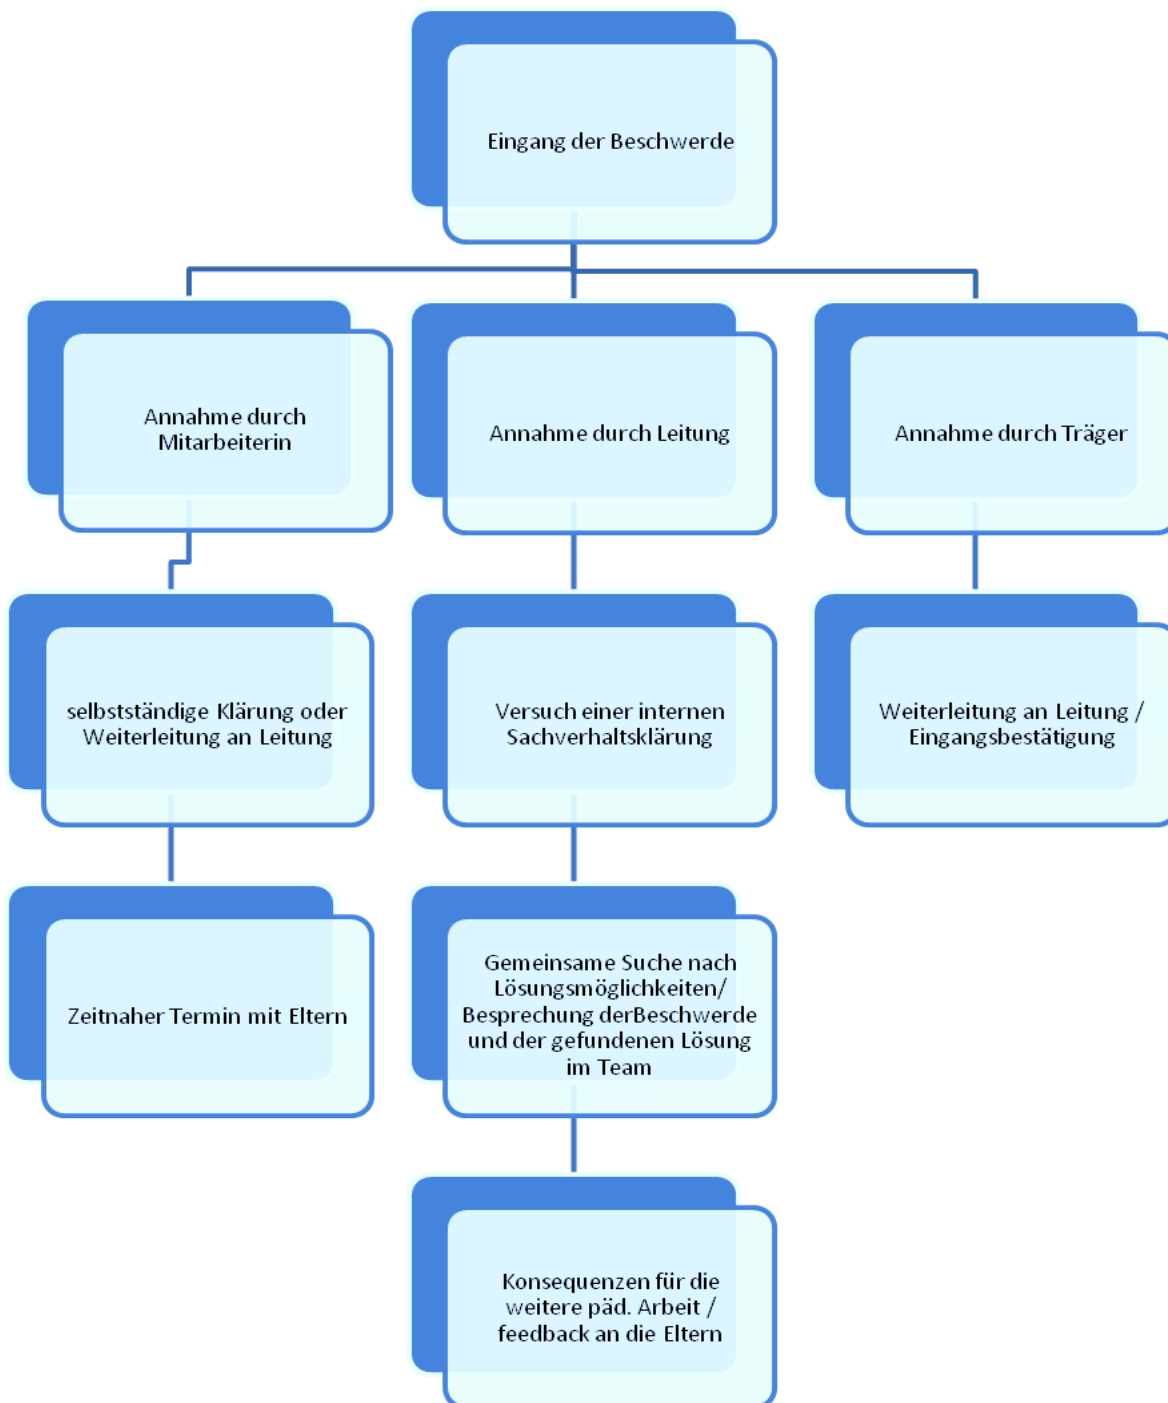 Eingang der Beschwerde
Annahme durch
Mitarbeiterin
Annahme durch Leitung
Annahme durch Träger
selbstständige Klärung oder
Weiterleitung an Leitung
Versuch einer internen
Sachverhaltsklärung
Weiterleitung an Leitung /
Eingangsbestätigung
Zeitnaher Termin mit Eltern
Gemeinsame Suche nach
Lösungsmöglichkeiten/
Besprechung derBeschwerde
und der gefundenen Lösung
im Team
Konsequenzen für die
weitere päd. Arbeit /
feedback an die Eltern